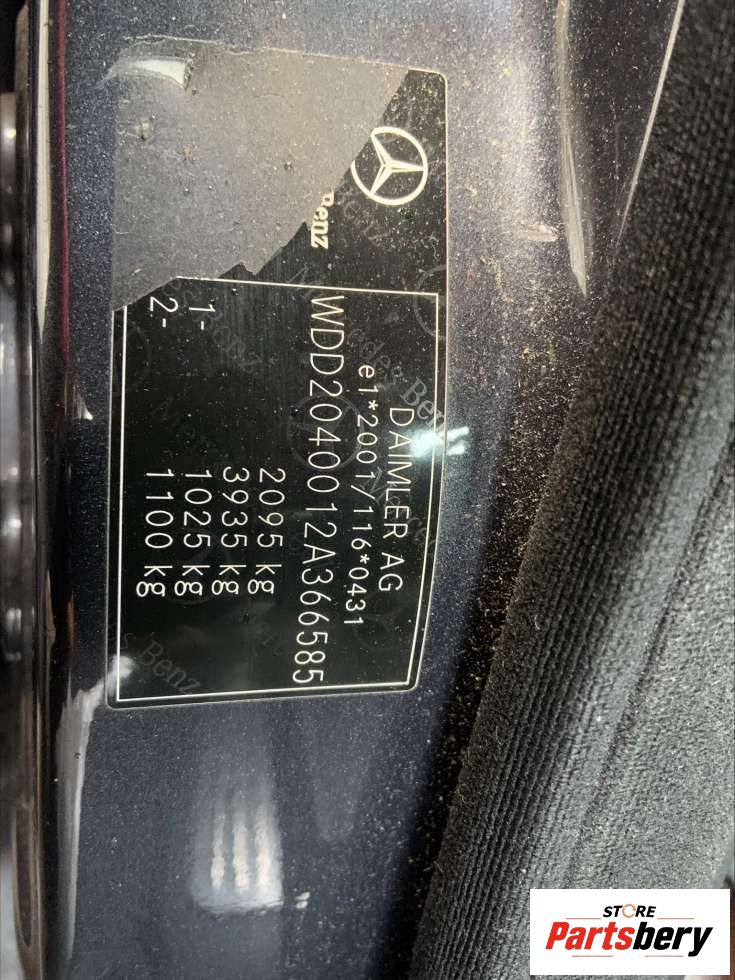 Benz
DAIMLER AG
e1*2001/116*0431
WDD2040012A366585
2095 kg
3935 kg
1- 1025 kg
2- 1100 kg
STORE
Partsbery